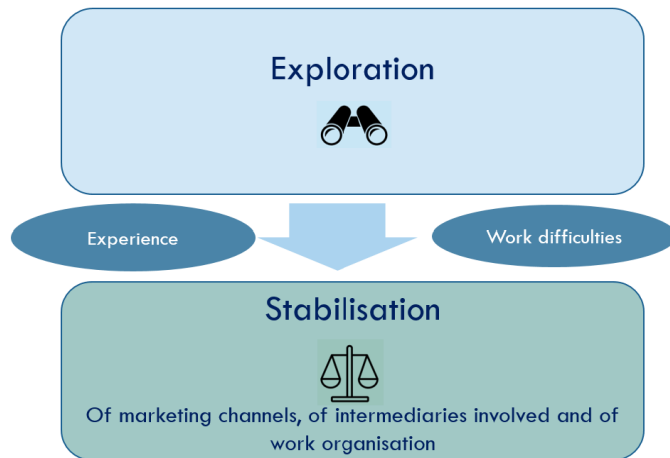 Exploration
Experience
Work difficulties
Stabilisation
Of marketing channels, of intermediaries involved and of
work organisation